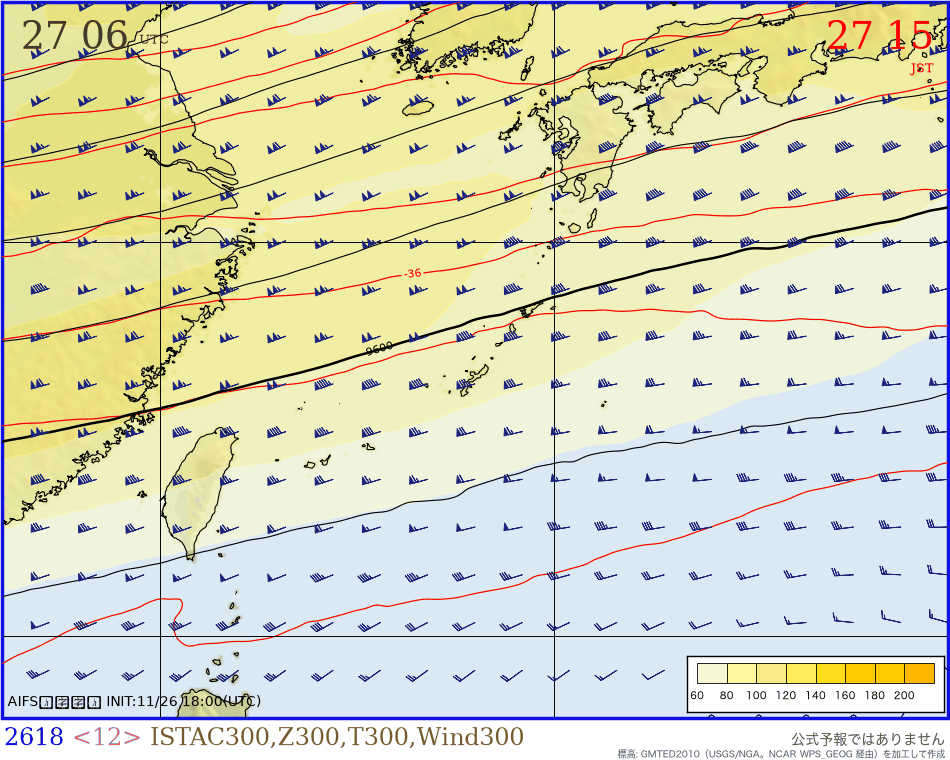 27 06 UTC
27 15
JST
-36
9600
AIFS INIT:11/26 18:00(UTC)
60 80 100 120 140 160 180 200
2618 <12> ISTAC300,Z300,T300,Wind300
公式予報ではありません
標高: GMTED2010（USGS/NGA。NCAR WPS_GEOG 経由）を加工して作成